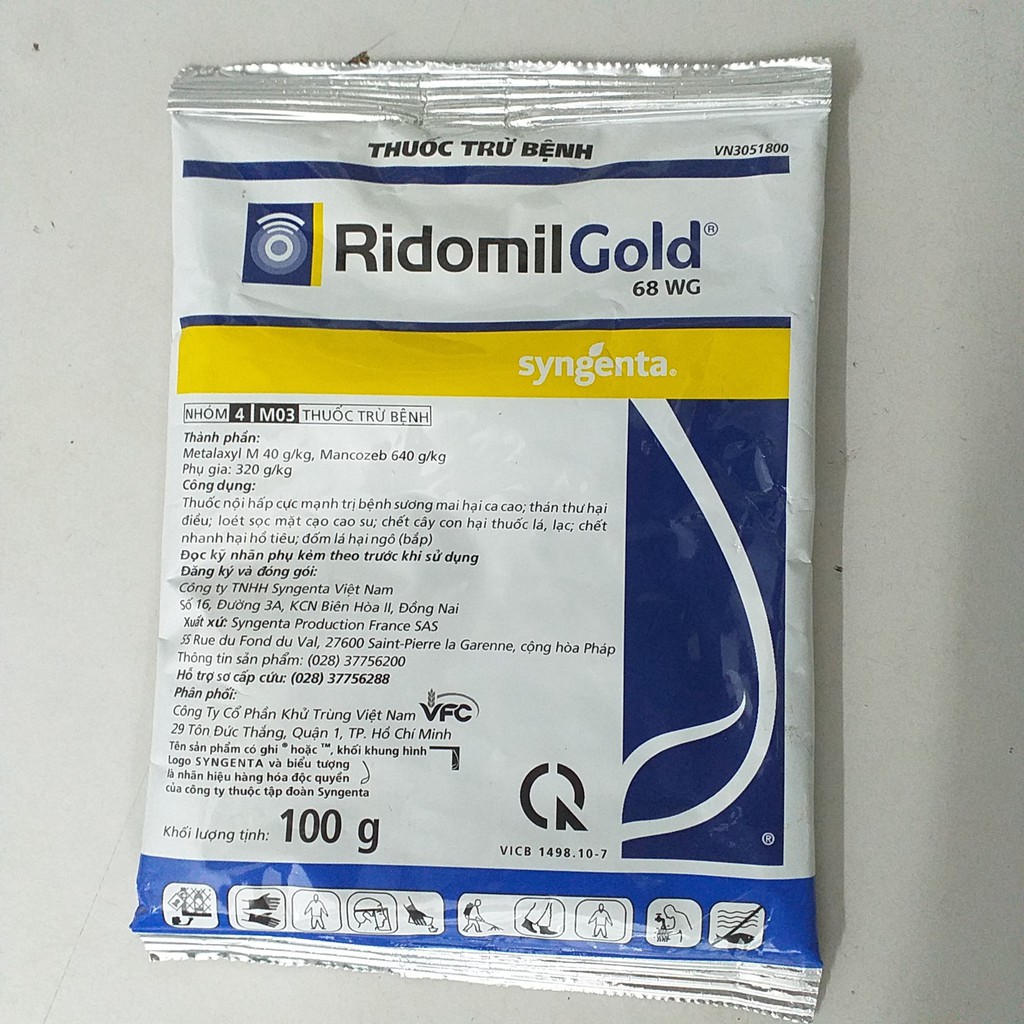 THUỐC TRỪ BỆNH
VN3051800
RidomilGold®
68 WG
syngenta®
NHÓM 4 M03 THUỐC TRỪ BỆNH
Thành phần:
Metalaxyl M 40 g/kg, Mancozeb 640 g/kg
Phụ gia: 320 g/kg
Công dụng:
Thuốc nội hấp cực mạnh trị bệnh sương mai hại ca cao; thán thư hại
điều; loét sọc mặt cạo cao su; chết cây con hại thuốc lá, lạc; chết
nhanh hại hồ tiêu; đốm lá hại ngô (bắp)
Đọc kỹ nhãn phụ kèm theo trước khi sử dụng
Đăng ký và đóng gói:
Công ty TNHH Syngenta Việt Nam
Số 16, Đường 3A, KCN Biên Hòa II, Đồng Nai
Xuất xứ: Syngenta Production France SAS
55 Rue du Fond du Val, 27600 Saint-Pierre la Garenne, cộng hòa Pháp
Thông tin sản phẩm: (028) 37756200
Hỗ trợ sơ cấp cứu: (028) 37756288
Phân phối:
Công Ty Cổ Phần Khử Trùng Việt Nam VFC
29 Tôn Đức Thắng, Quận 1, TP. Hồ Chí Minh
Tên sản phẩm có ghi ® hoặc ™, khối khung hình
Logo SYNGENTA và biểu tượng
là nhãn hiệu hàng hóa độc quyền
của công ty thuộc tập đoàn Syngenta
Khối lượng tịnh: 100 g
VICB 1498.10-7
®